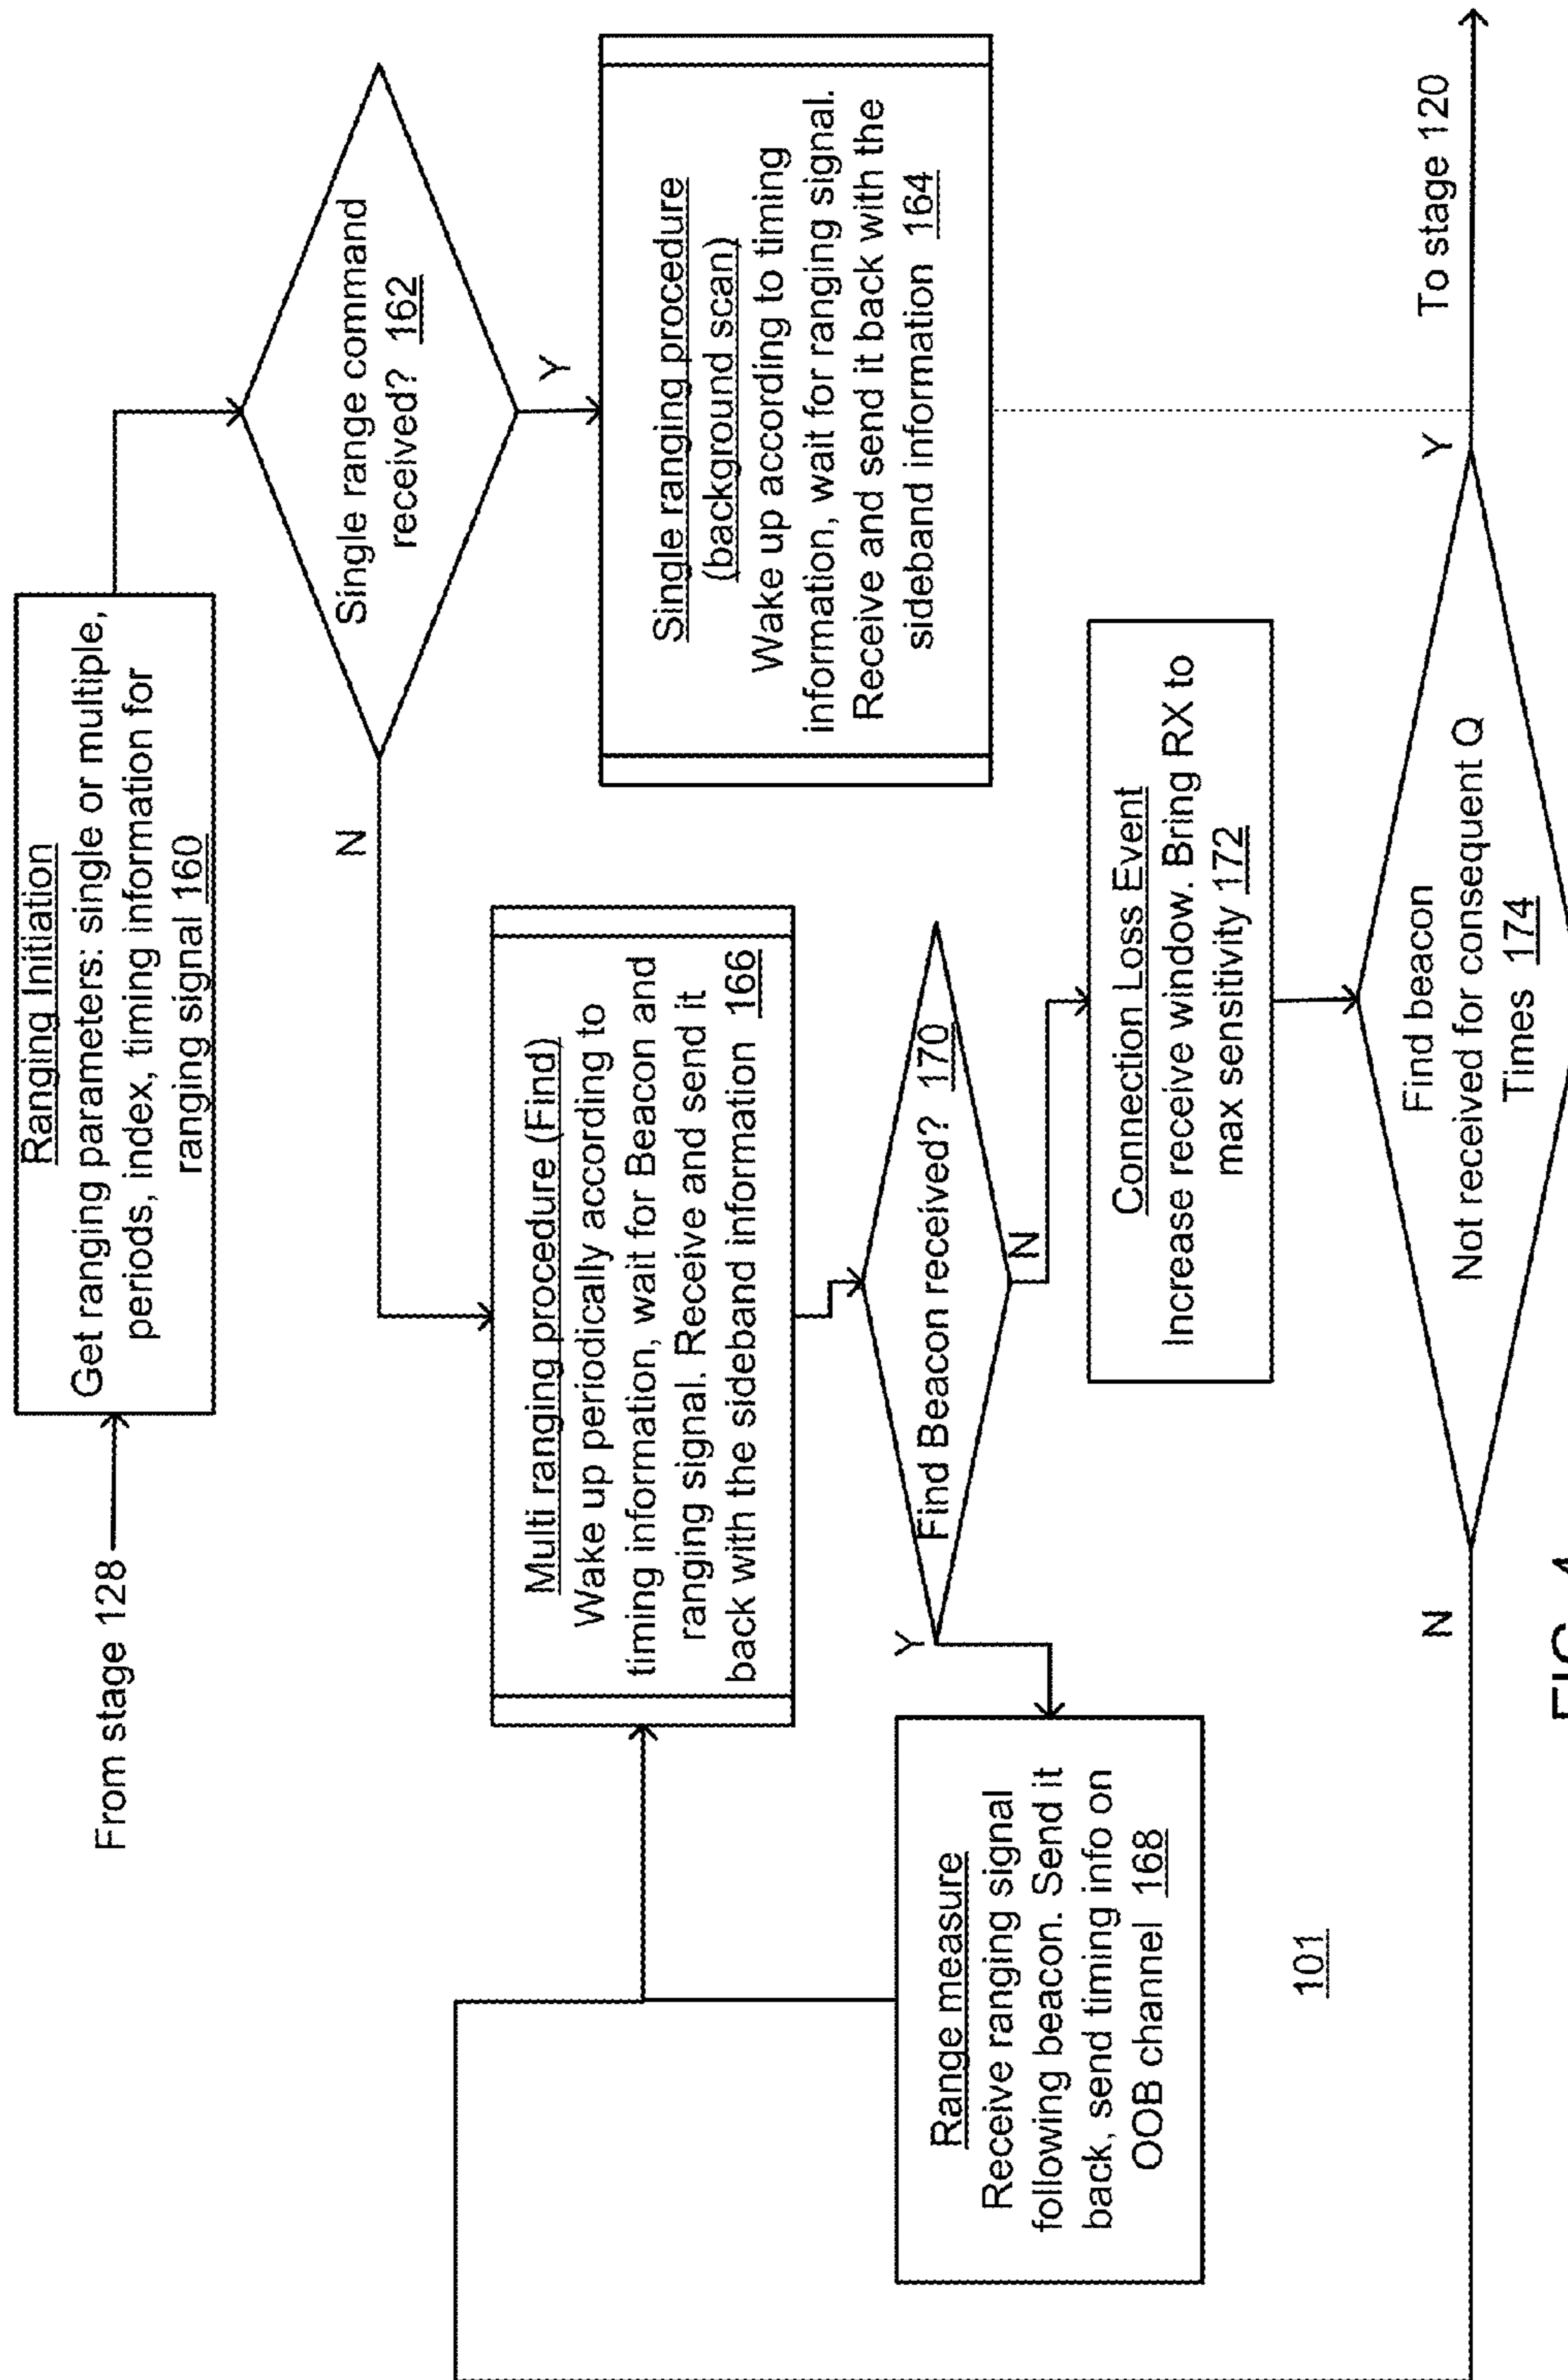 From stage 128
Ranging Initiation
Get ranging parameters: single or multiple,
periods, index, timing information for
ranging signal 160
Single range command
received? 162
N
Y
Single ranging procedure
(background scan)
Wake up according to timing
information, wait for ranging signal.
Receive and send it back with the
sideband information 164
Multi ranging procedure (Find)
Wake up periodically according to
timing information, wait for Beacon and
ranging signal. Receive and send it
back with the sideband information 166
Find Beacon received? 170
Y
N
Range measure
Receive ranging signal
following beacon. Send it
back, send timing info on
OOB channel 168
Connection Loss Event
Increase receive window. Bring RX to
max sensitivity 172
Find beacon
Not received for consequent Q
Times 174
N
Y
To stage 120
101